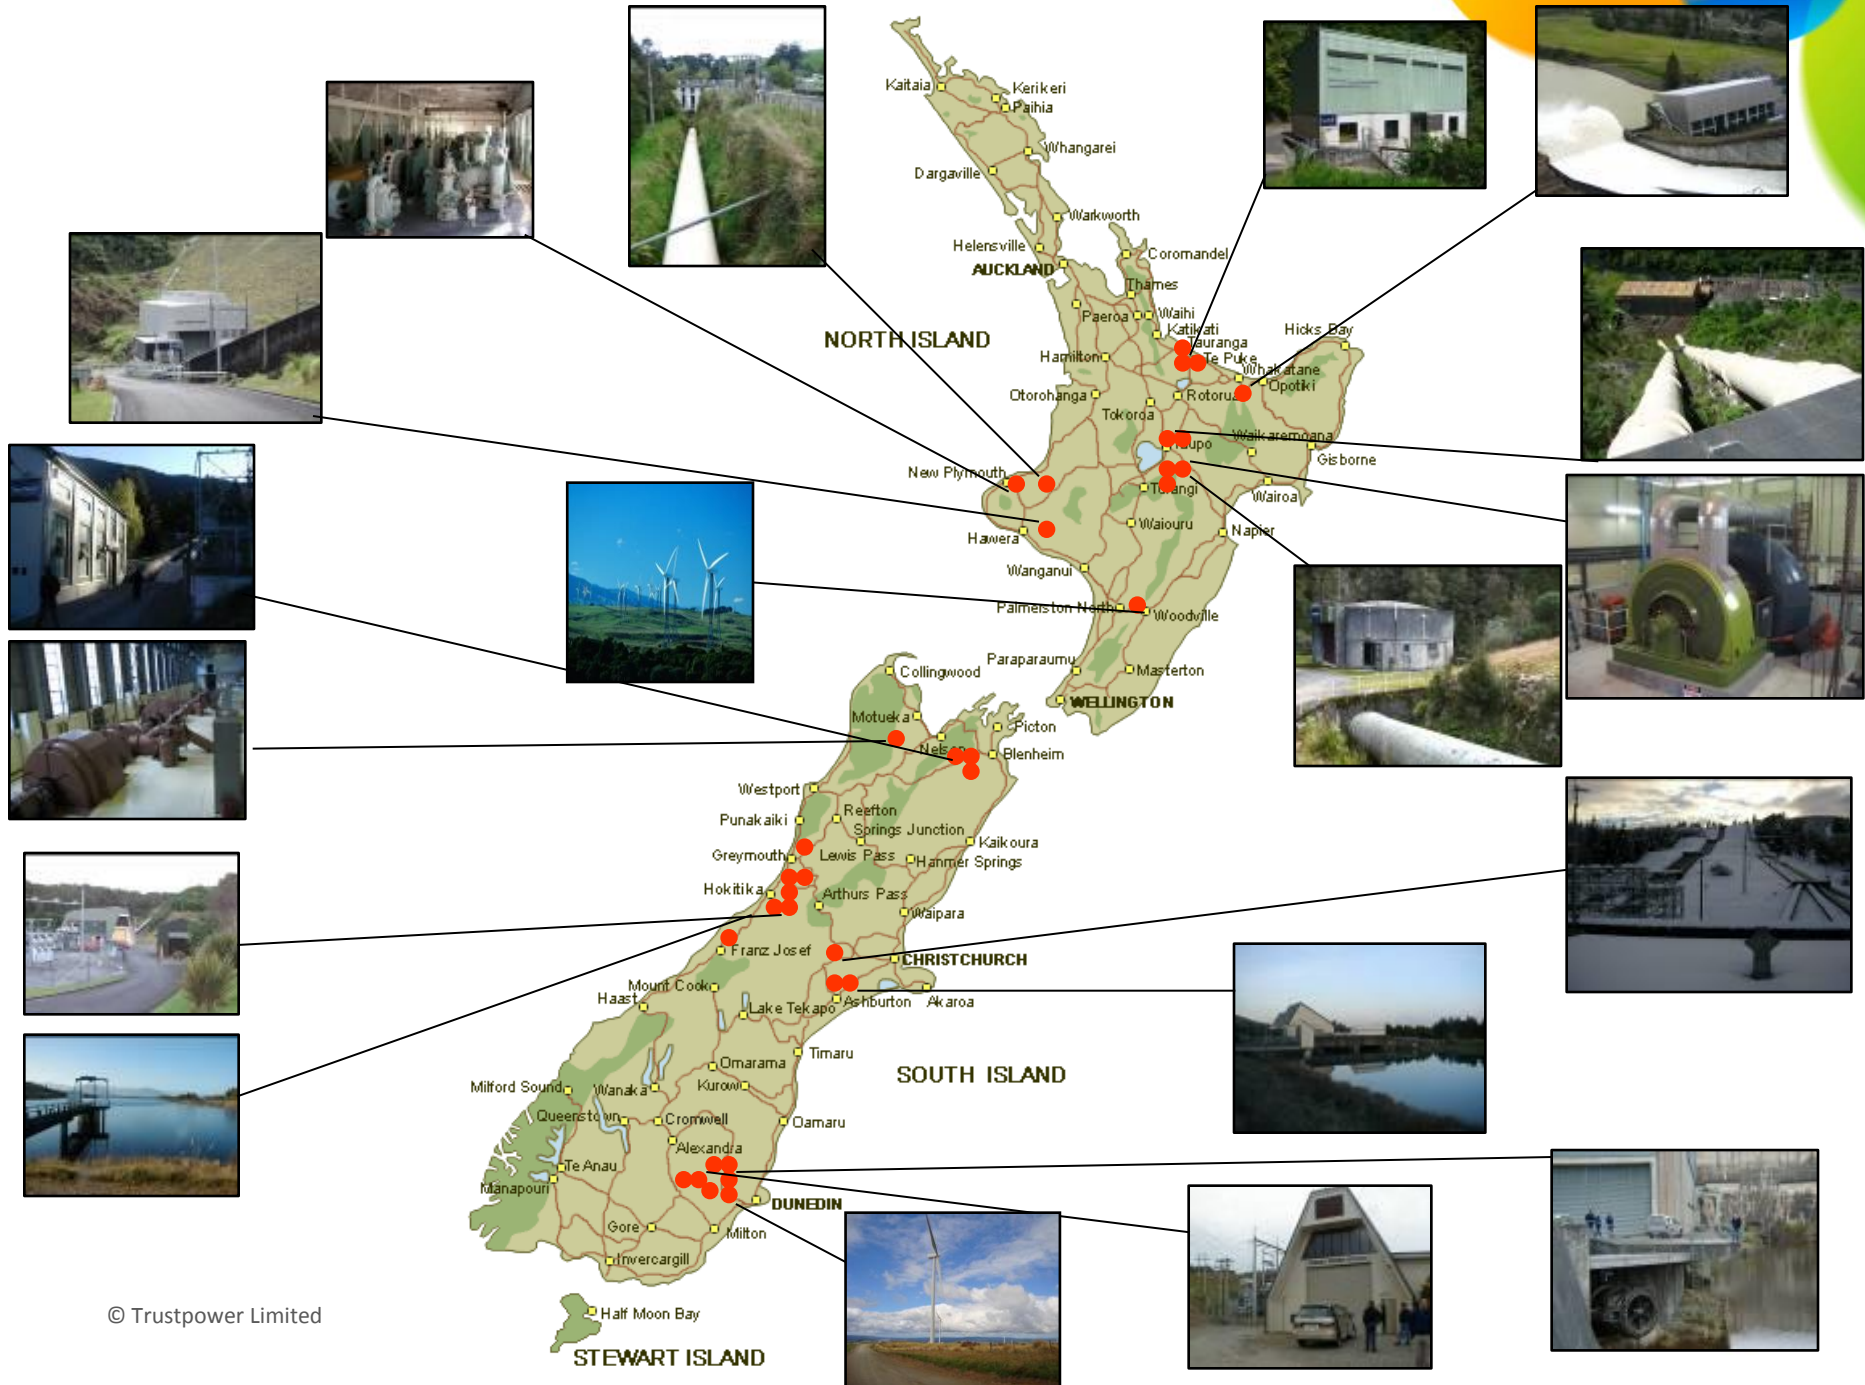 Kaitaia
Kerikeri
Paihia
Whangarei
Dargaville
Warkworth
Helensville
Coromandel
AUCKLAND
Thames
Paeroa
Waihi
Katikati
Hicks Bay
NORTH ISLAND
Tauranga
Hamilton
Te Puke
Whakatane
Opotiki
Otorohanga
Rotorua
Tokoroa
Waikaremoana
Taupo
Gisborne
New Plymouth
Turangi
Wairoa
Waiouru
Napier
Hawera
Wanganui
Palmerston North
Woodville
Paraparaumu
Masterton
Collingwood
WELLINGTON
Motueka
Picton
Nelson
Blenheim
Westport
Reefton
Punakaiki
Springs Junction
Kaikoura
Greymouth
Lewis Pass
Hanmer Springs
Hokitika
Arthurs Pass
Waipara
Franz Josef
CHRISTCHURCH
Mount Cook
Haast
Lake Tekapo
Ashburton
Akaroa
Timaru
Omarama
SOUTH ISLAND
Milford Sound
Wanaka
Kurow
Queenstown
Cromwell
Oamaru
Alexandra
Te Anau
Manapouri
DUNEDIN
Gore
Milton
Invercargill
Half Moon Bay
© Trustpower Limited
STEWART ISLAND